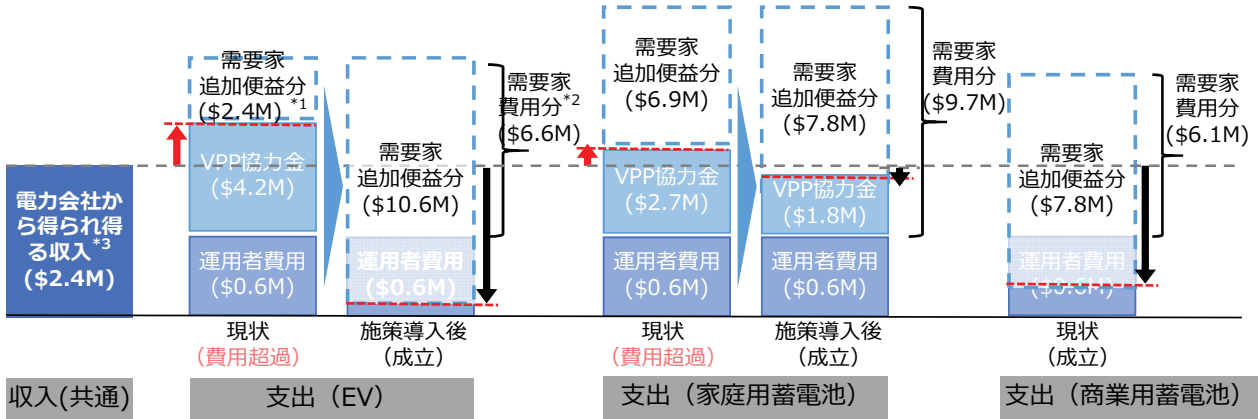 電力会社か
ら得られ得
る収入*3
($2.4M)
収入(共通)
需要家
追加便益分
($2.4M) *1
VPP協力金
($4.2M)
運用者費用
($0.6M)
現状
(費用超過)
需要家
追加便益分
($10.6M)
運用者費用
($0.6M)
施策導入後
(成立)
需要家
費用分*2
($6.6M)
支出（EV）
需要家
追加便益分
($6.9M)
VPP協力金
($2.7M)
運用者費用
($0.6M)
現状
(費用超過)
需要家
追加便益分
($7.8M)
VPP協力金
($1.8M)
運用者費用
($0.6M)
施策導入後
(成立)
需要家
費用分
($9.7M)
支出（家庭用蓄電池）
需要家
追加便益分
($7.8M)
運用者費用
($0.6M)
現状
(成立)
需要家
費用分
($6.1M)
支出（商業用蓄電池）